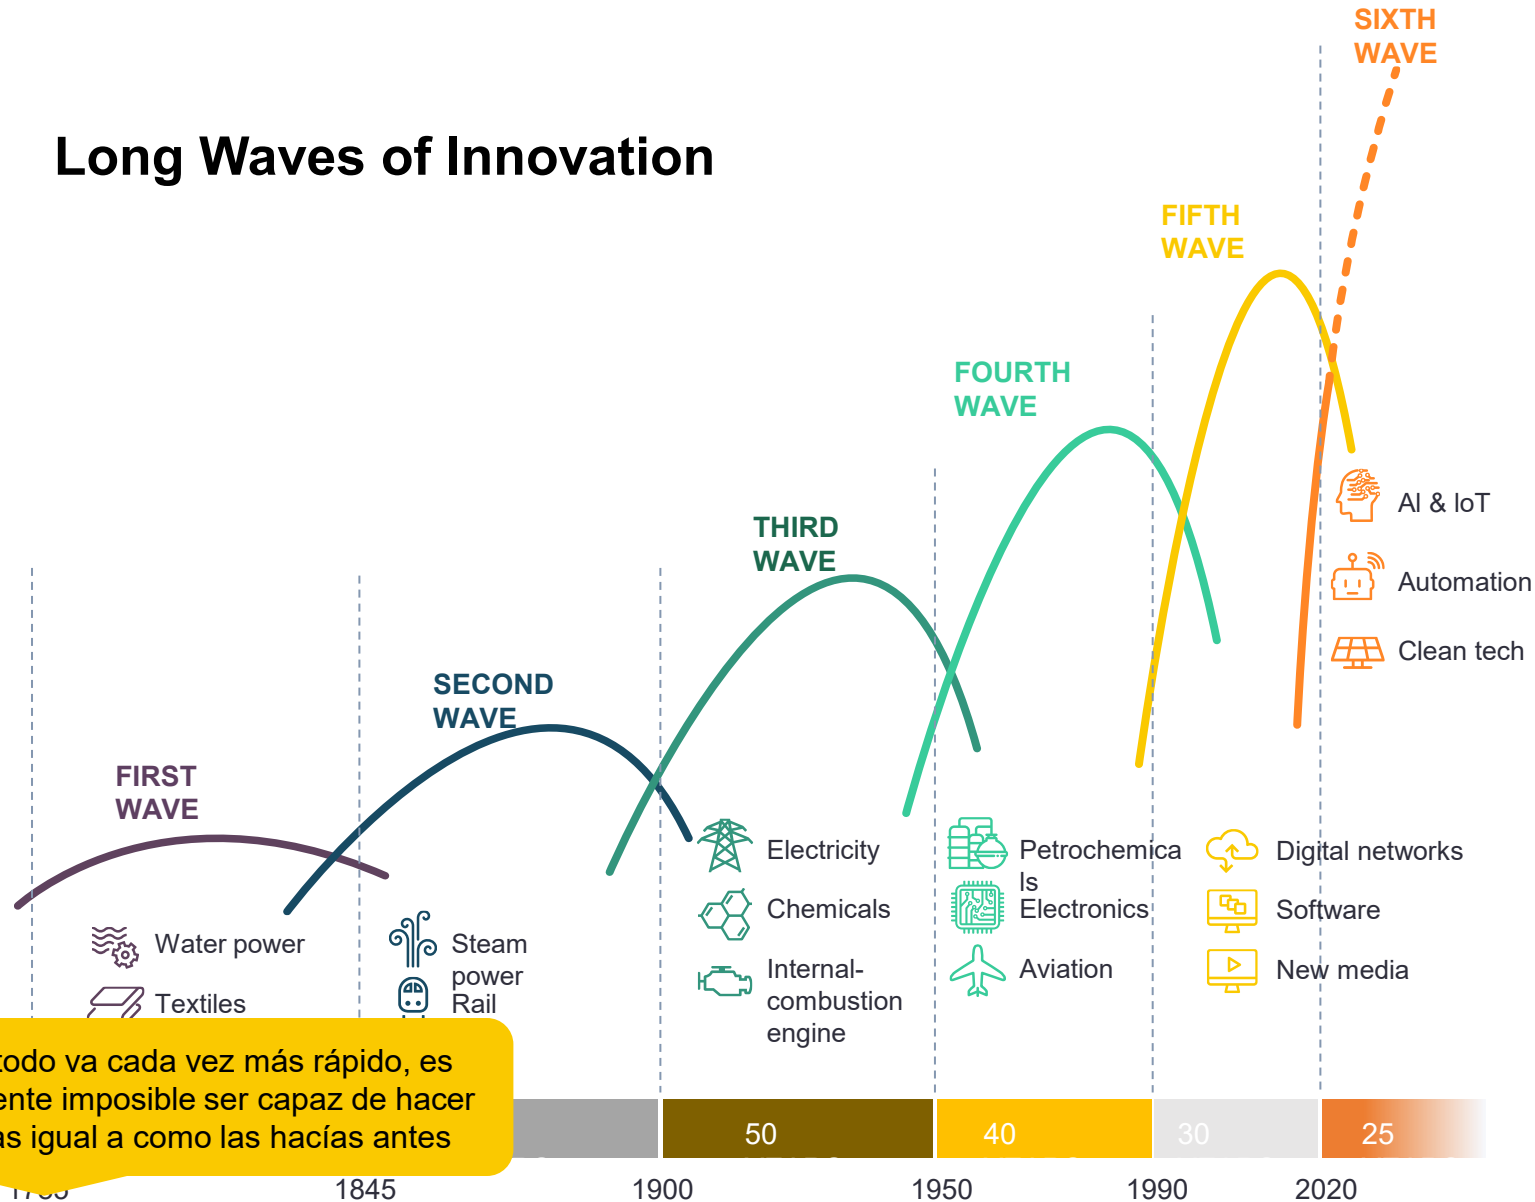 SIXTH
WAVE
Long Waves of Innovation
FIFTH
WAVE
FOURTH
WAVE
THIRD
WAVE
SECOND
WAVE
FIRST
WAVE
AI & IoT
Automation
Clean tech
Electricity
Chemicals
Internal-
combustion
engine
Petrochemica
ls
Electronics
Aviation
Digital networks
Software
New media
Water power
Textiles
Steam
power
Rail
todo va cada vez más rápido, es
ente imposible ser capaz de hacer
as igual a como las hacías antes
50
40
30
25
1845
1900
1950
1990
2020